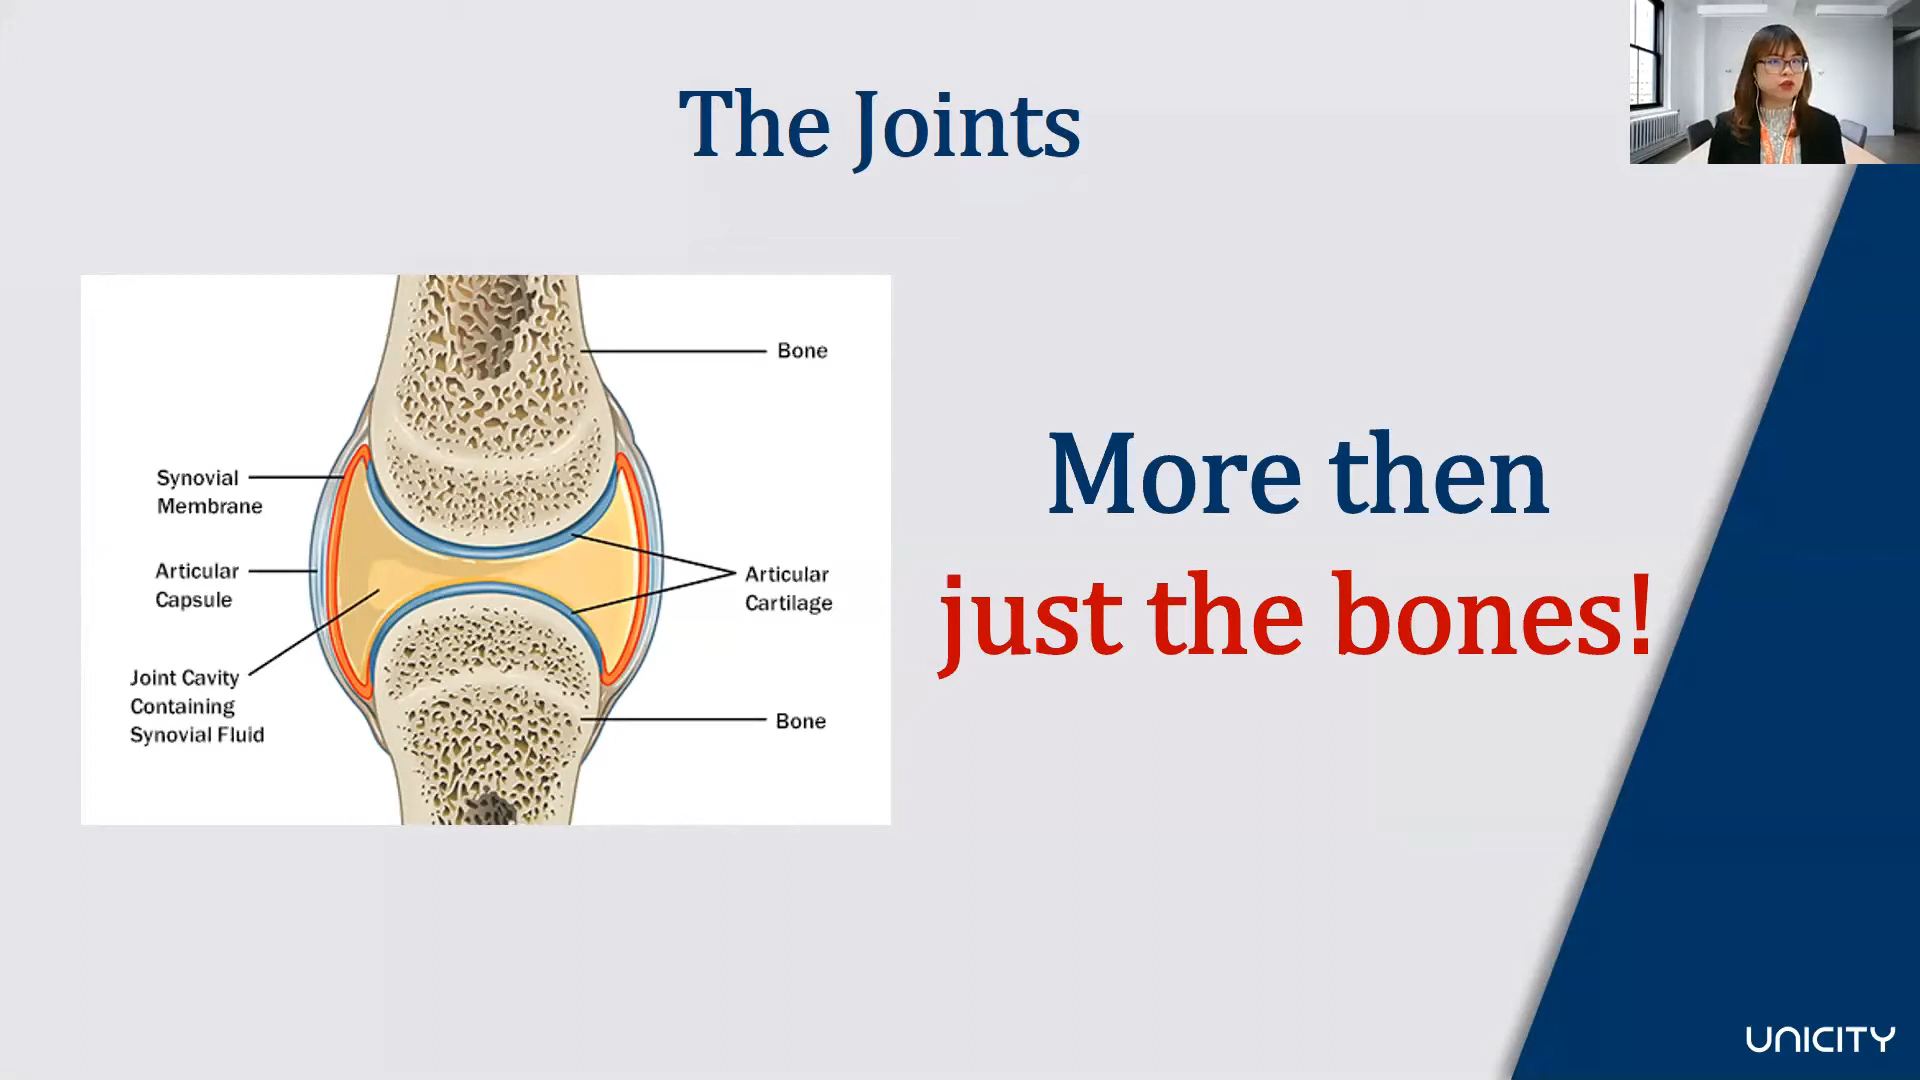 The Joints
Bone
Synovial
Membrane
Articular
Capsule
Articular
Cartilage
Joint Cavity
Containing
Synovial Fluid
Bone
More then
just the bones!
UNICITY